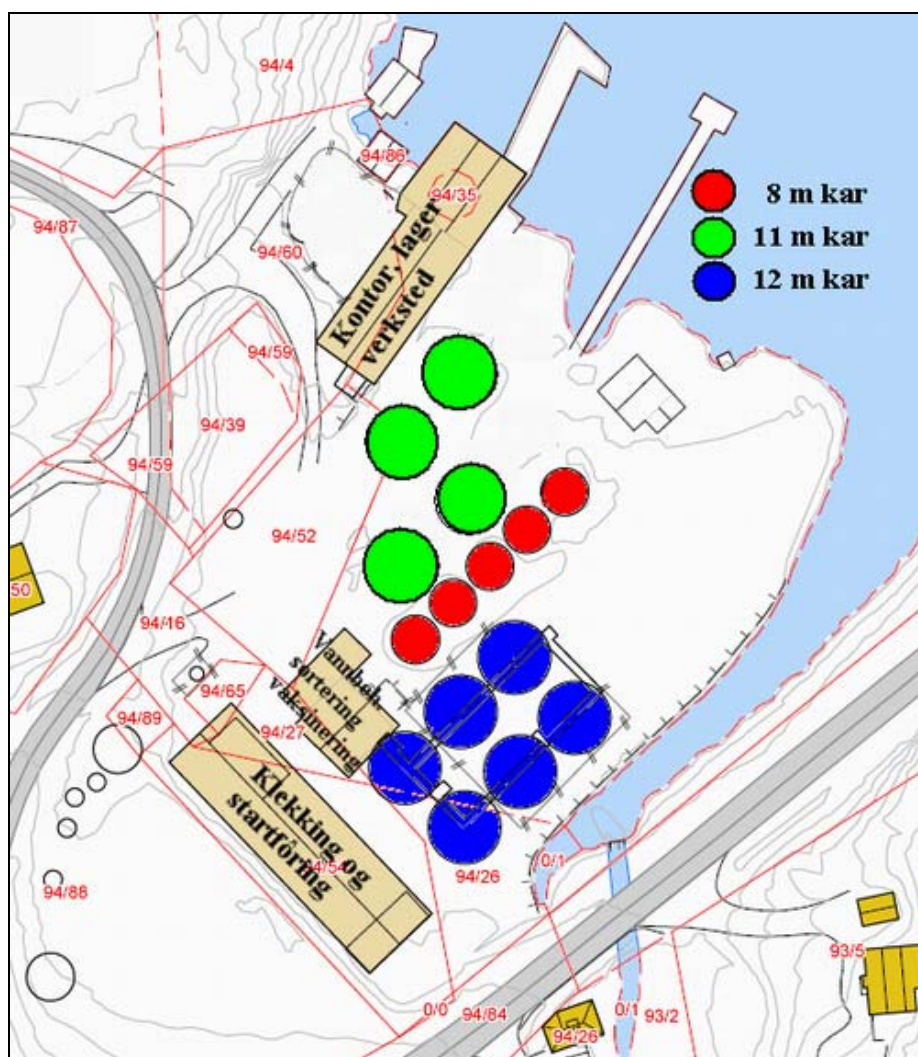 94/4
94/86
94/35
94/87
94/60
Kontor, lager
verksted
8 m kar
11 m kar
12 m kar
94/59
94/39
94/59
94/52
50
94/16
94/65
94/89
94/27
Vannbeh.
sortering
vaksinering
Klekking og
startfôring
94/54
94/88
94/26
0/1
93/5
0/0
94/84
94/26
0/1
93/2